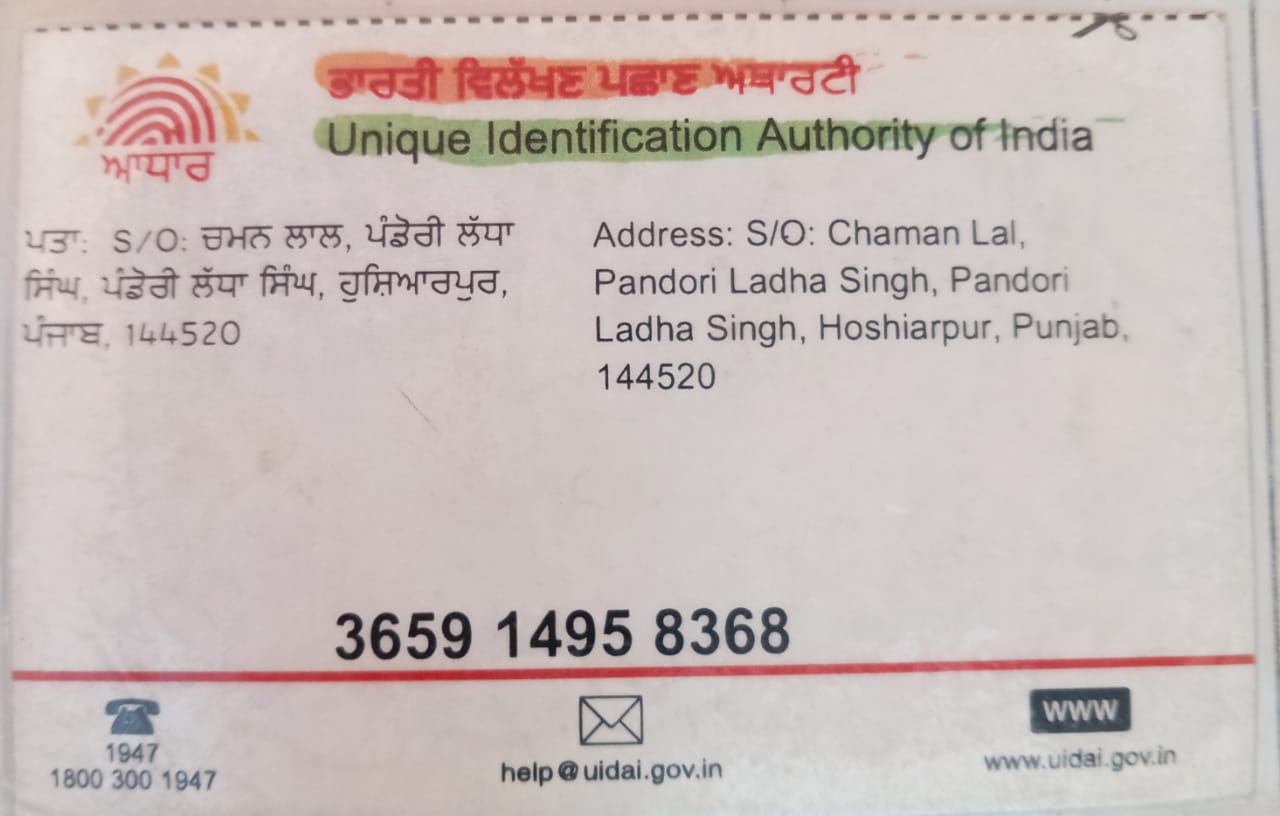 ਭਾਰਤੀ ਵਿਲੱਖਣ ਪਛਾਣ ਅਥਾਰਟੀ
Unique Identification Authority of India
ਆਧਾਰ
ਪਤਾ: S/O: ਚਮਨ ਲਾਲ, ਪੰਡੋਰੀ ਲੱਧਾ
ਸਿੰਘ, ਪੰਡੋਰੀ ਲੱਧਾ ਸਿੰਘ, ਹੁਸ਼ਿਆਰਪੁਰ,
ਪੰਜਾਬ, 144520
Address: S/O: Chaman Lal,
Pandori Ladha Singh, Pandori
Ladha Singh, Hoshiarpur, Punjab,
144520
3659 1495 8368
1947
1800 300 1947
help@uidai.gov.in
WWW
www.uidai.gov.in